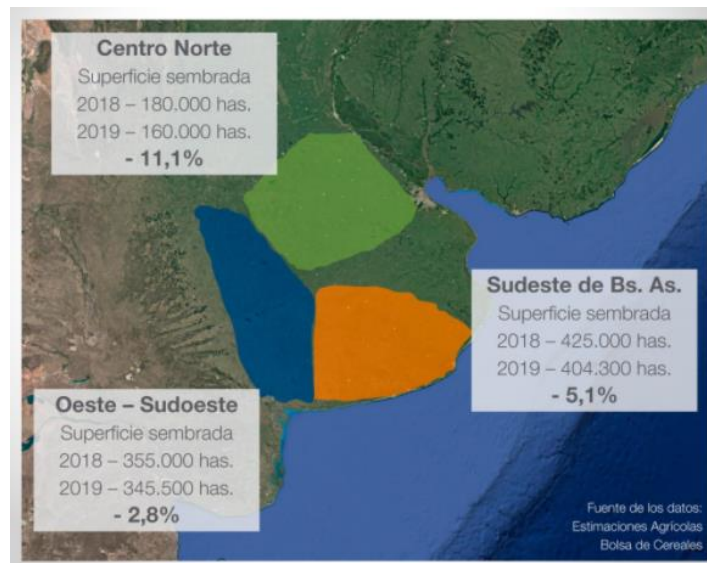 Centro Norte
Superficie sembrada
2018 – 180.000 has.
2019 – 160.000 has.
- 11,1%
Sudeste de Bs. As.
Superficie sembrada
2018 – 425.000 has.
2019 – 404.300 has.
- 5,1%
Oeste – Sudoeste
Superficie sembrada
2018 – 355.000 has.
2019 – 345.500 has.
- 2,8%
Fuente de los datos:
Estimaciones Agrícolas
Bolsa de Cereales